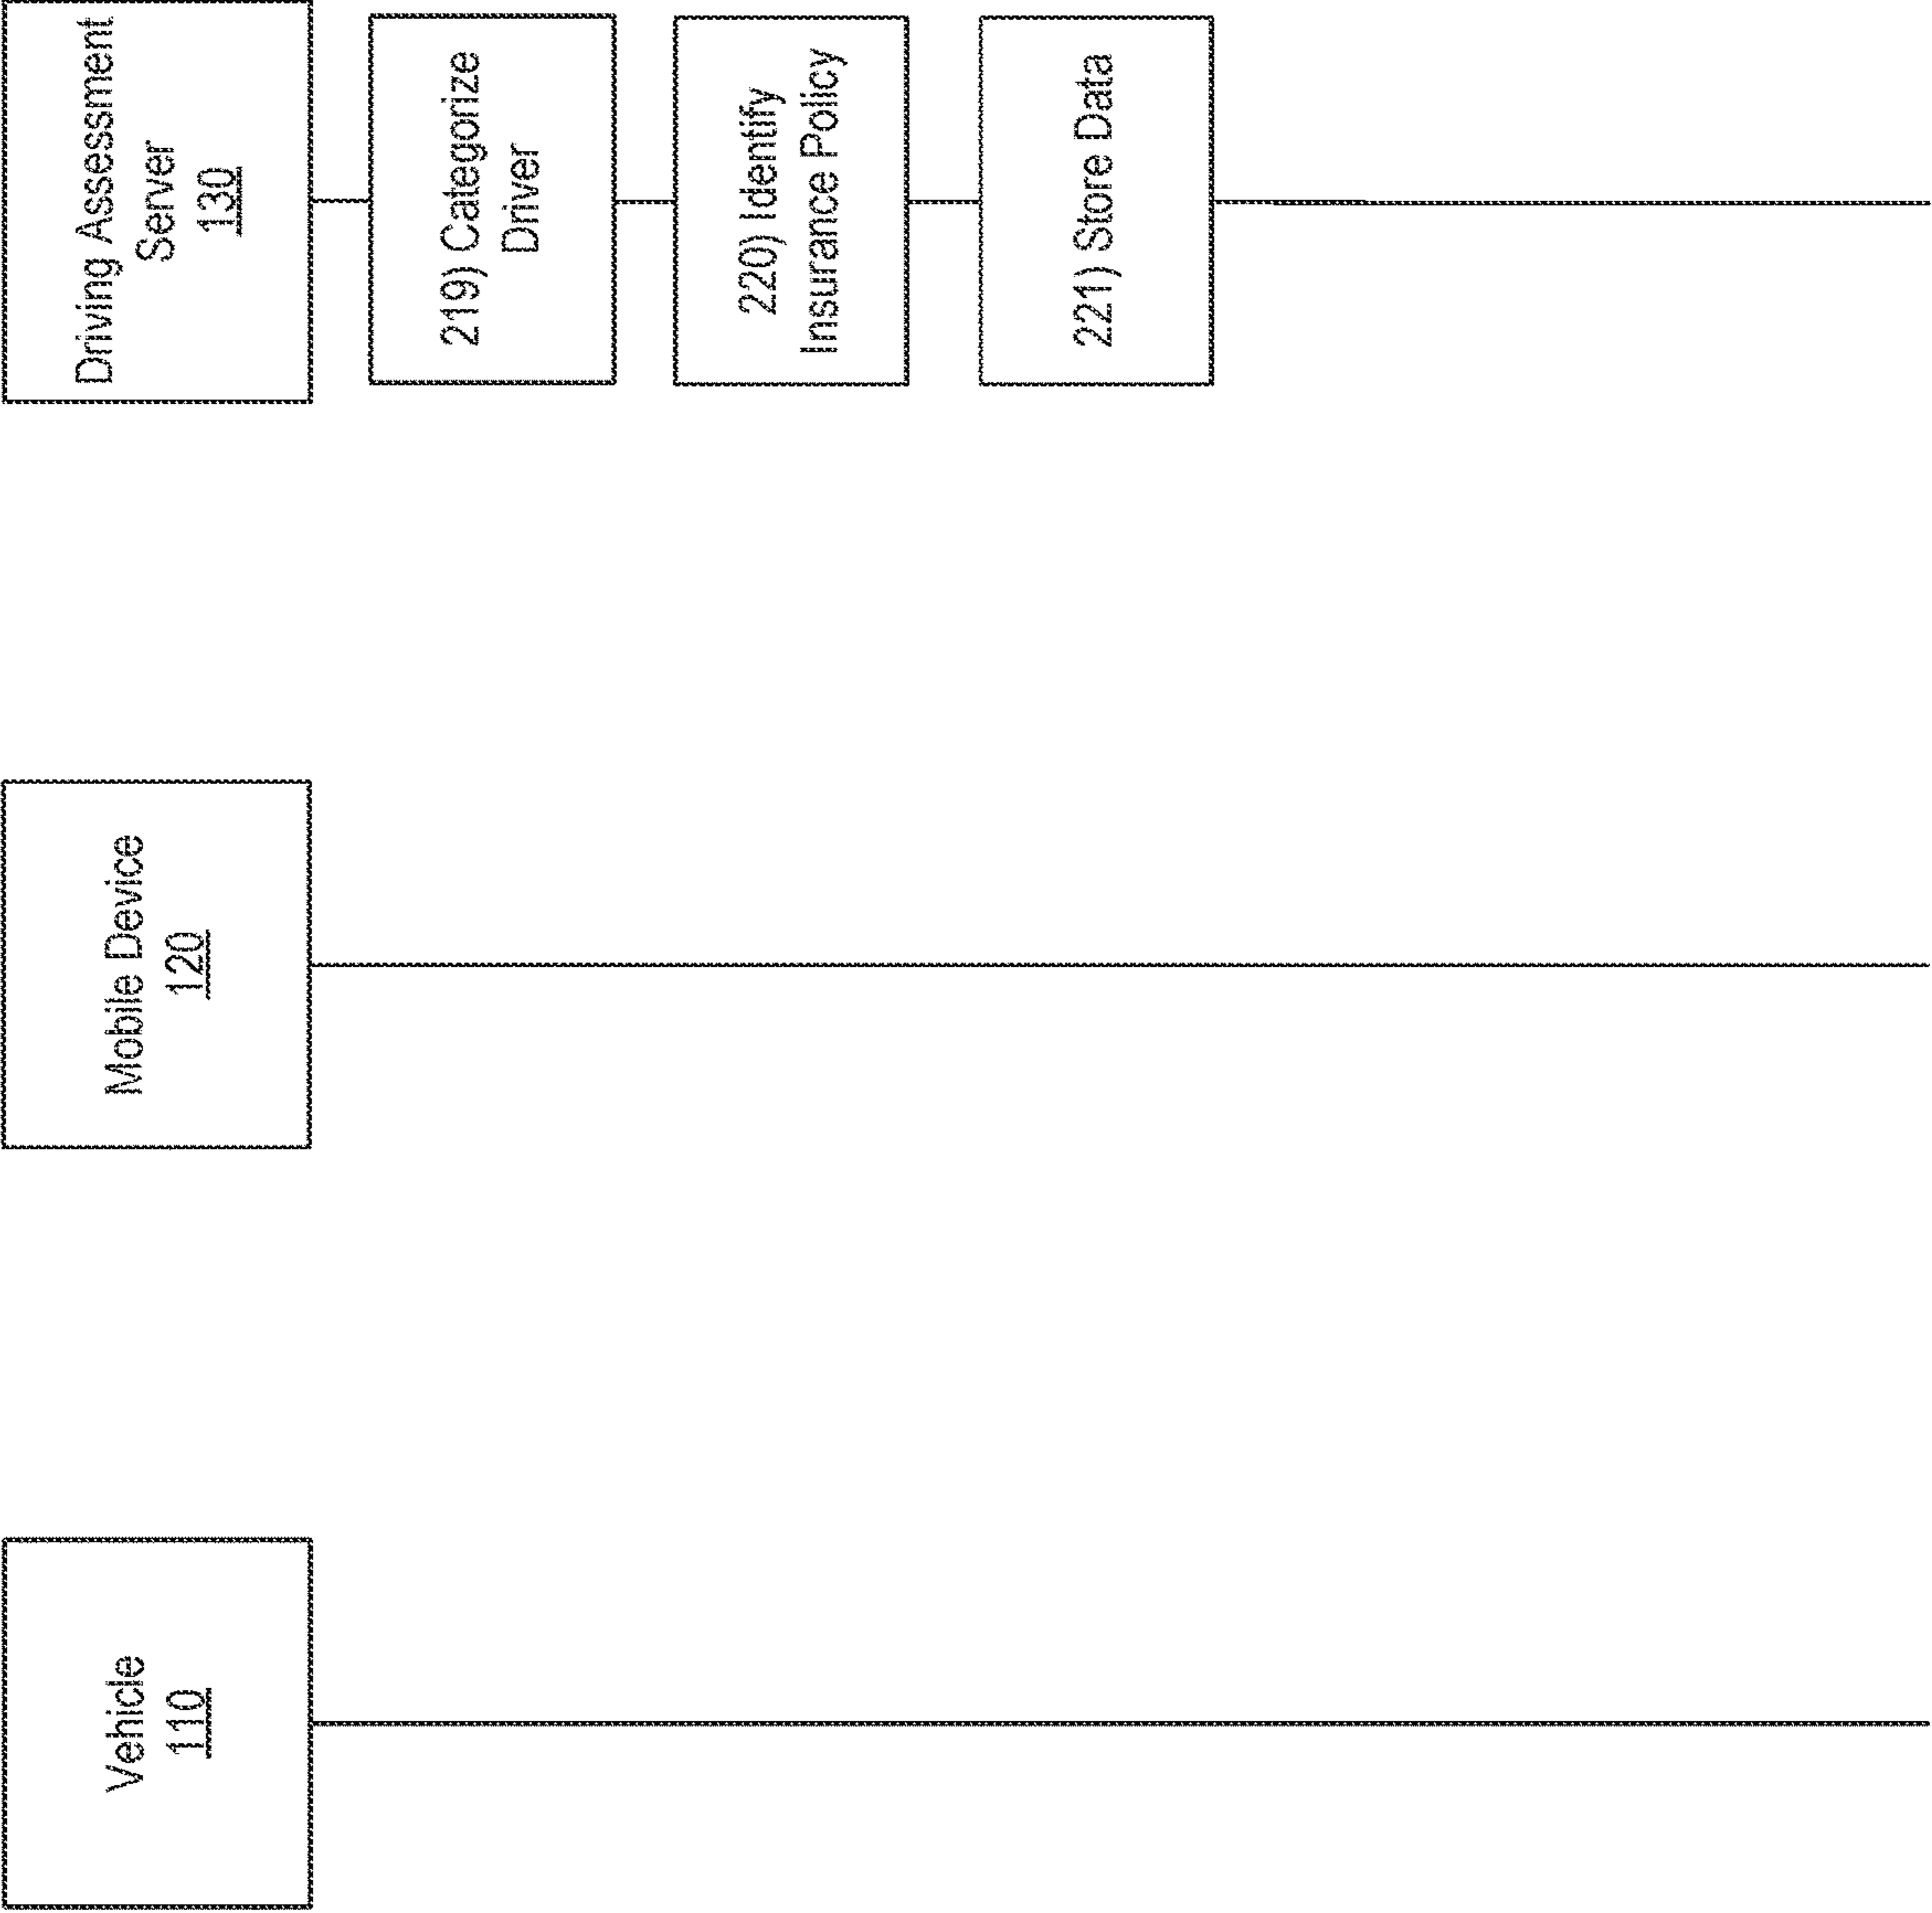 Vehicle
110
Mobile Device
120
Driving Assessment
Server
130
219) Categorize
Driver
220) Identify
Insurance Policy
221) Store Data